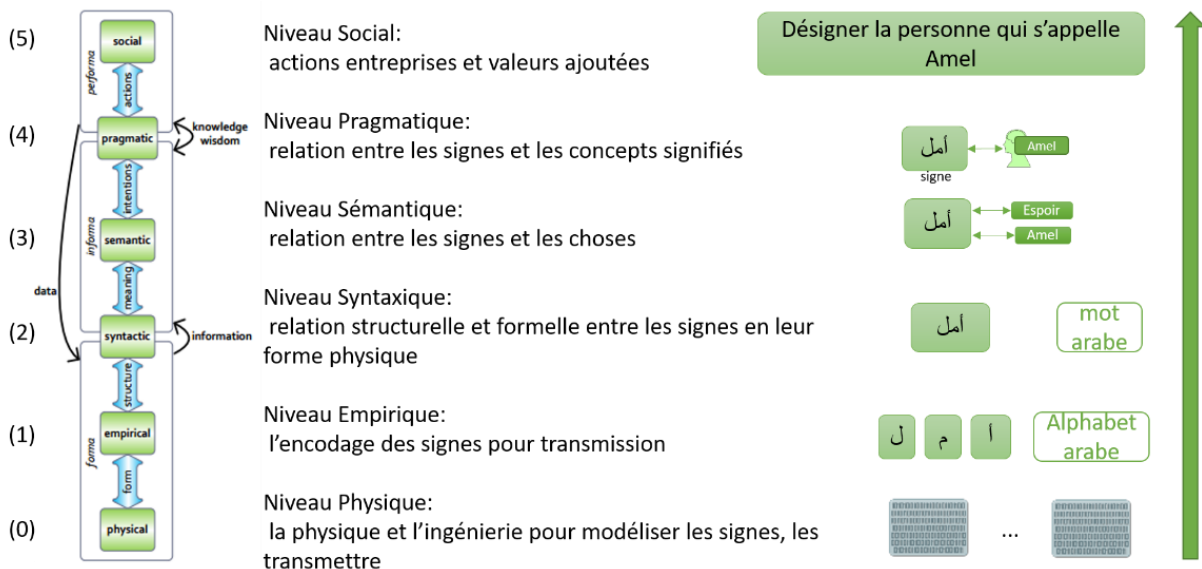 (5)
social
performa
actions
Niveau Social:
actions entreprises et valeurs ajoutées
Désigner la personne qui s’appelle
Amel
(4)
pragmatic
knowledge
wisdom
Niveau Pragmatique:
relation entre les signes et les concepts signifiés
أمل
signe
Amel
intentions
informa
(3)
semantic
Niveau Sémantique:
relation entre les signes et les choses
أمل
Espoir
Amel
meaning
data
(2)
syntactic
information
Niveau Syntaxique:
relation structurelle et formelle entre les signes en leur
forme physique
أمل
mot
arabe
structure
(1)
empirical
forma
Niveau Empirique:
l’encodage des signes pour transmission
أ م ل
Alphabet
arabe
form
(0)
physical
Niveau Physique:
la physique et l’ingénierie pour modéliser les signes, les
transmettre
...